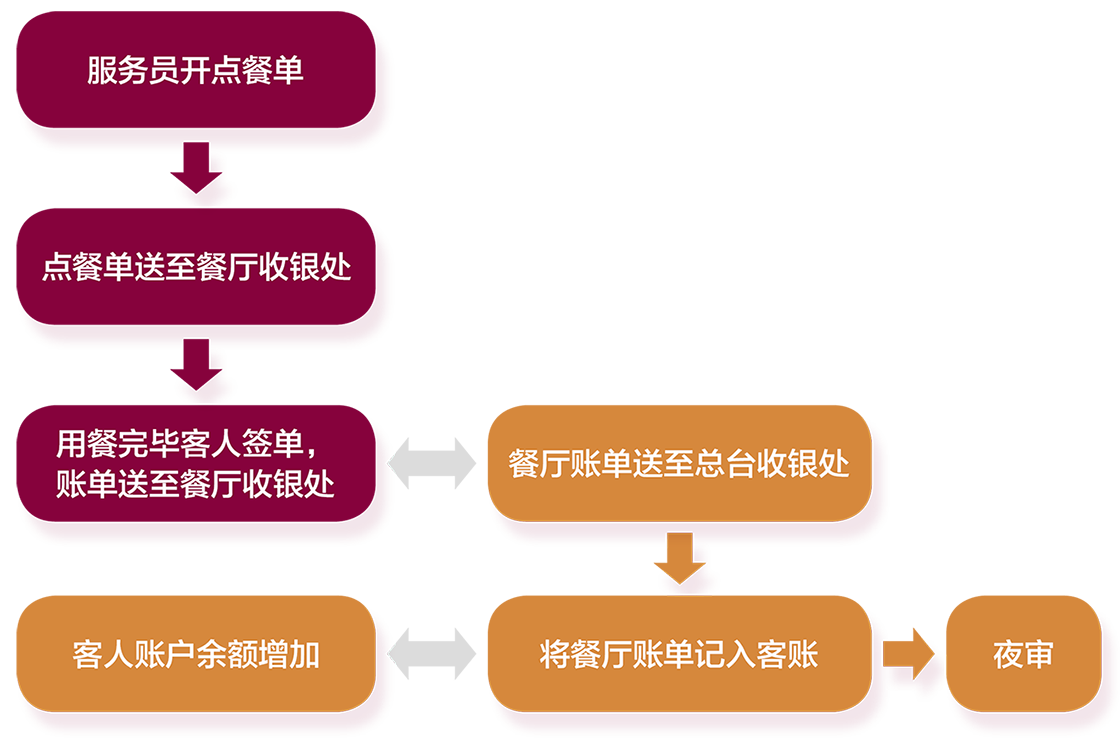 服务员开点餐单
点餐单送至餐厅收银处
用餐完毕客人签单，
账单送至餐厅收银处
餐厅账单送至总台收银处
客人账户余额增加
将餐厅账单记入客账
夜审